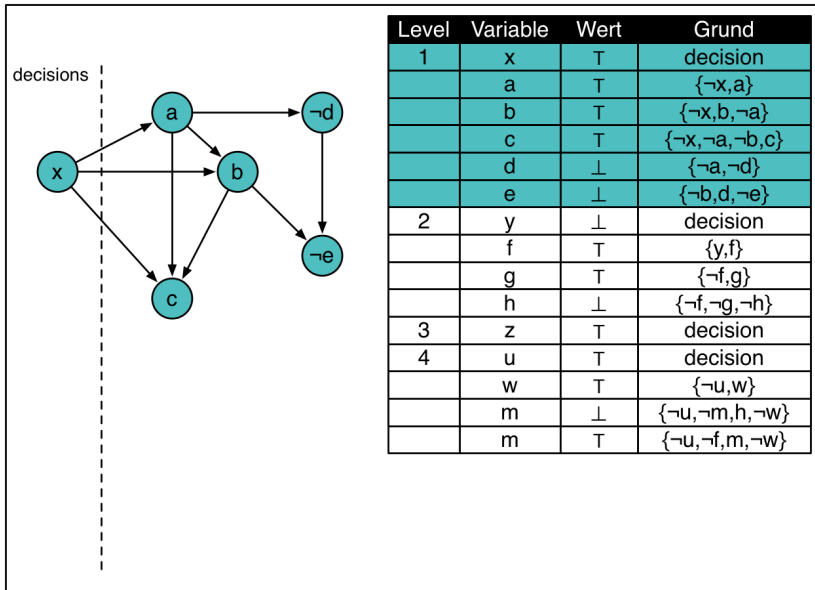 decisions
x
a
¬d
b
¬e
c
Level Variable Wert Grund
1 x ⊤ decision
a ⊤ {¬x,a}
b ⊤ {¬x,b,¬a}
c ⊤ {¬x,¬a,¬b,c}
d ⊥ {¬a,¬d}
e ⊥ {¬b,d,¬e}
2 y ⊥ decision
f ⊤ {y,f}
g ⊤ {¬f,g}
h ⊥ {¬f,¬g,¬h}
3 z ⊤ decision
4 u ⊤ decision
w ⊤ {¬u,w}
m ⊥ {¬u,¬m,h,¬w}
m ⊤ {¬u,¬f,m,¬w}